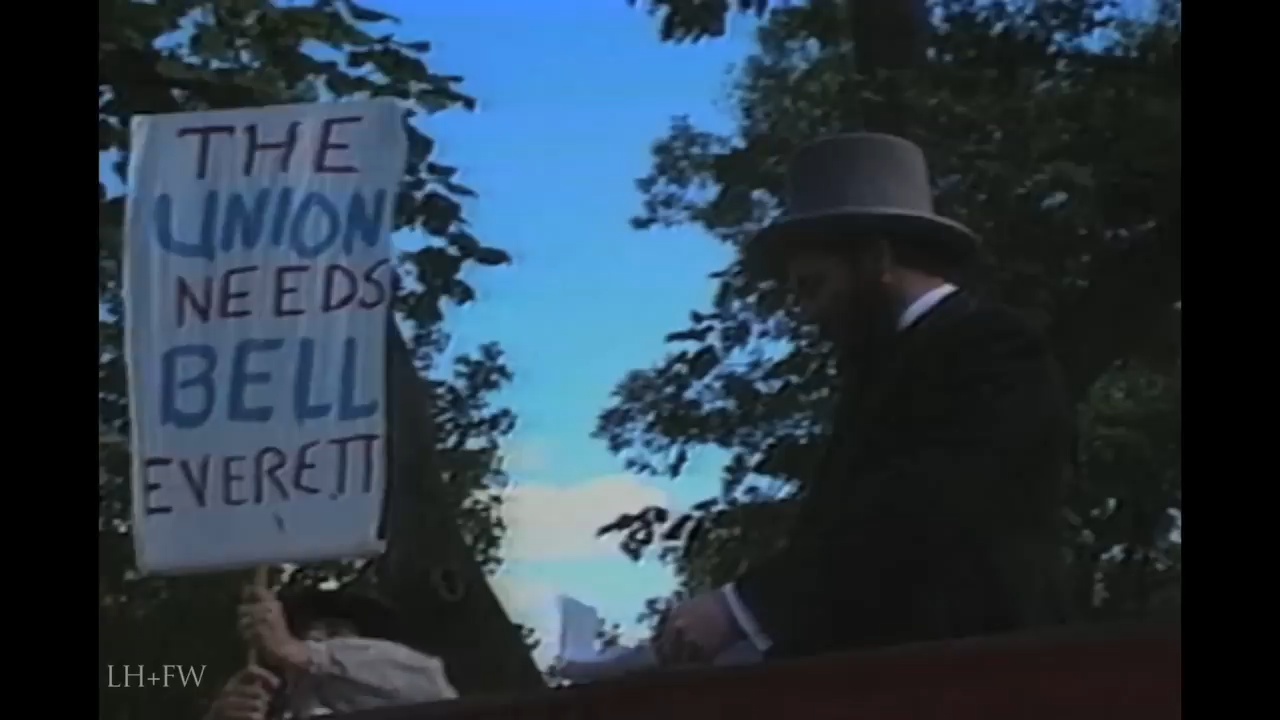 THE
UNION
NEEDS
BELL
EVERETT
LH+FW